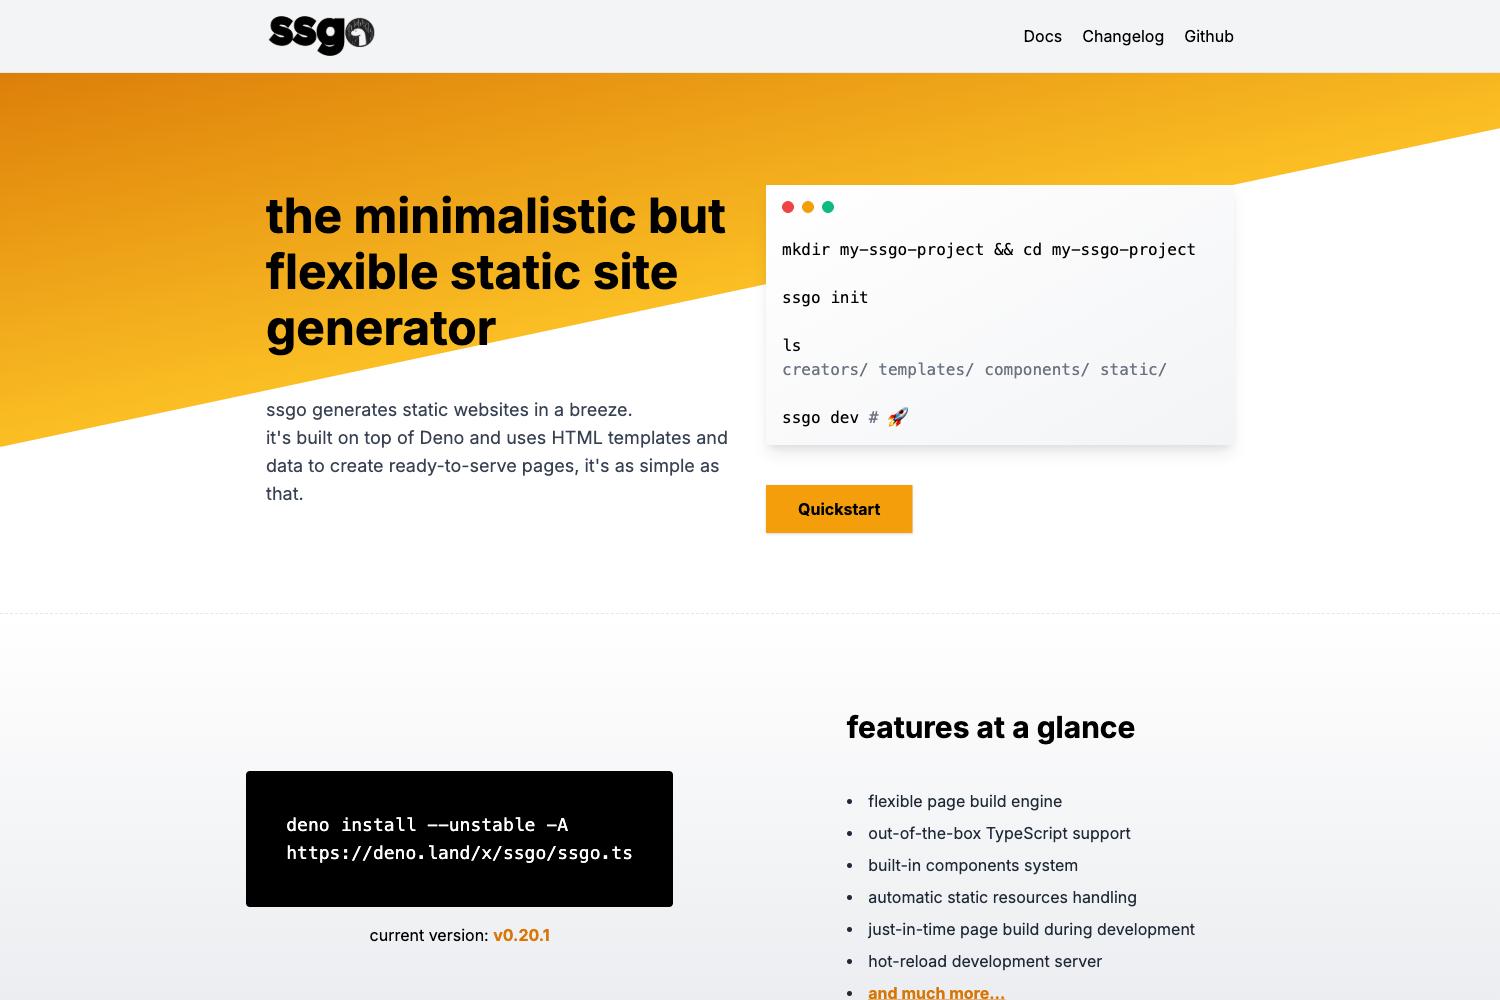 ssgo
Docs Changelog Github
the minimalistic but
flexible static site
generator
ssgo generates static websites in a breeze.
it's built on top of Deno and uses HTML templates and
data to create ready-to-serve pages, it's as simple as
that.
mkdir my-ssgo-project && cd my-ssgo-project
ssgo init
ls
creators/ templates/ components/ static/
ssgo dev # 🚀
Quickstart
deno install --unstable -A
https://deno.land/x/ssgo/ssgo.ts
current version: v0.20.1
features at a glance
• flexible page build engine
• out-of-the-box TypeScript support
• built-in components system
• automatic static resources handling
• just-in-time page build during development
• hot-reload development server
• and much more...